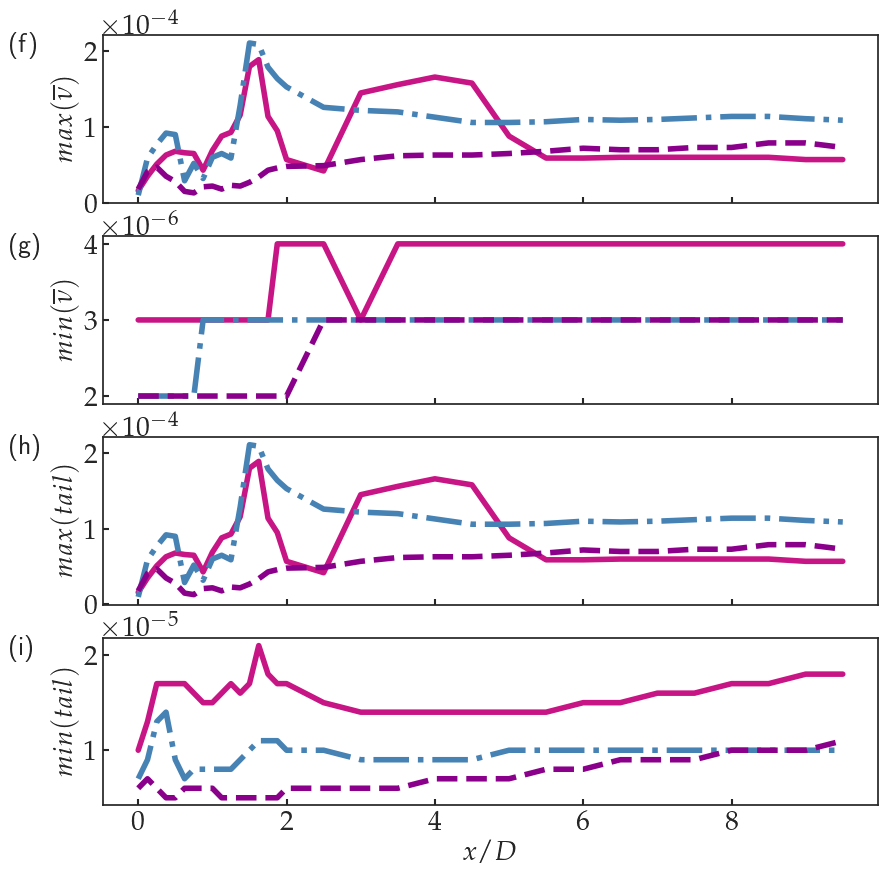 ×10⁻⁴
(f)
2
1
0
max(v̅)
×10⁻⁶
(g)
4
3
2
min(v̅)
×10⁻⁴
(h)
2
1
0
max(tail)
×10⁻⁵
(i)
2
1
min(tail)
0 2 4 6 8
x/D